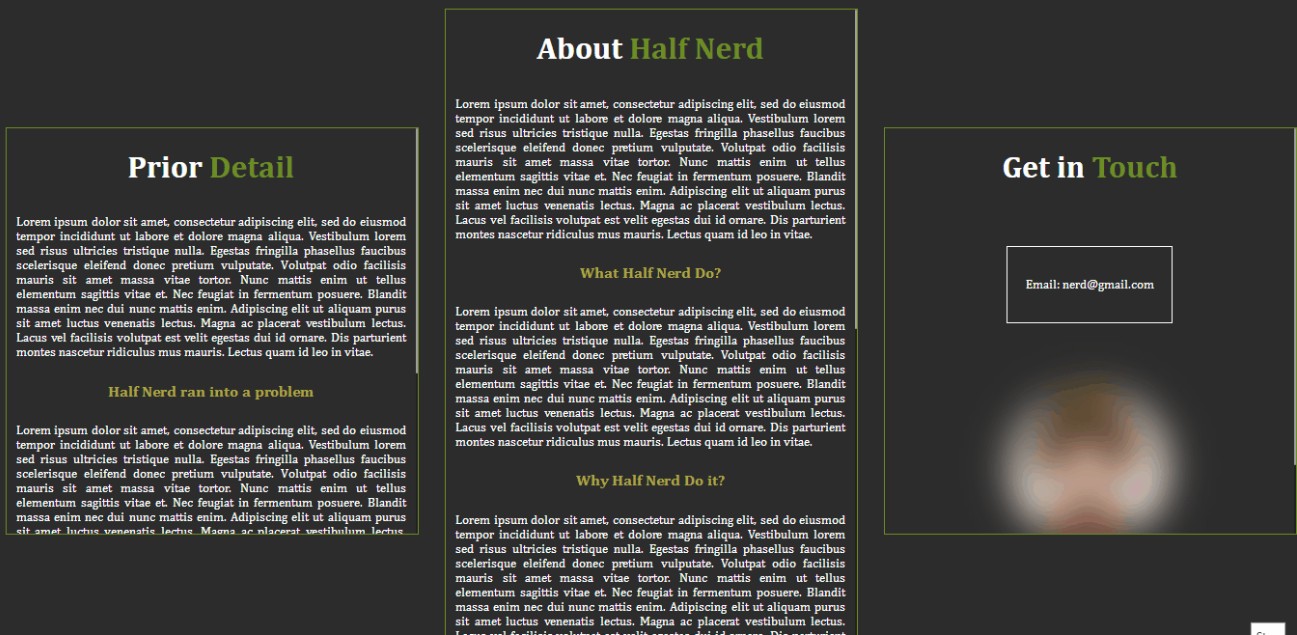 Prior Detail
Lorem ipsum dolor sit amet, consectetur adipiscing elit, sed do eiusmod
tempor incididunt ut labore et dolore magna aliqua. Vestibulum lorem
sed risus ultricies tristique nulla. Egestas fringilla phasellus faucibus
scelerisque eleifend donec pretium vulputate. Volutpat odio facilisis
mauris sit amet massa vitae tortor. Nunc mattis enim ut tellus
elementum sagittis vitae et. Nec feugiat in fermentum posuere. Blandit
massa enim nec dui nunc mattis enim. Adipiscing elit ut aliquam purus
sit amet luctus venenatis lectus. Magna ac placerat vestibulum lectus.
Lacus vel facilisis volutpat est velit egestas dui id ornare. Dis parturient
montes nascetur ridiculus mus mauris. Lectus quam id leo in vitae.
Half Nerd ran into a problem
Lorem ipsum dolor sit amet, consectetur adipiscing elit, sed do eiusmod
tempor incididunt ut labore et dolore magna aliqua. Vestibulum lorem
sed risus ultricies tristique nulla. Egestas fringilla phasellus faucibus
scelerisque eleifend donec pretium vulputate. Volutpat odio facilisis
mauris sit amet massa vitae tortor. Nunc mattis enim ut tellus
elementum sagittis vitae et. Nec feugiat in fermentum posuere. Blandit
massa enim nec dui nunc mattis enim. Adipiscing elit ut aliquam purus
sit amet luctus venenatis lectus. Magna ac placerat vestibulum lectus.
About Half Nerd
Lorem ipsum dolor sit amet, consectetur adipiscing elit, sed do eiusmod
tempor incididunt ut labore et dolore magna aliqua. Vestibulum lorem
sed risus ultricies tristique nulla. Egestas fringilla phasellus faucibus
scelerisque eleifend donec pretium vulputate. Volutpat odio facilisis
mauris sit amet massa vitae tortor. Nunc mattis enim ut tellus
elementum sagittis vitae et. Nec feugiat in fermentum posuere. Blandit
massa enim nec dui nunc mattis enim. Adipiscing elit ut aliquam purus
sit amet luctus venenatis lectus. Magna ac placerat vestibulum lectus.
Lacus vel facilisis volutpat est velit egestas dui id ornare. Dis parturient
montes nascetur ridiculus mus mauris. Lectus quam id leo in vitae.
What Half Nerd Do?
Lorem ipsum dolor sit amet, consectetur adipiscing elit, sed do eiusmod
tempor incididunt ut labore et dolore magna aliqua. Vestibulum lorem
sed risus ultricies tristique nulla. Egestas fringilla phasellus faucibus
scelerisque eleifend donec pretium vulputate. Volutpat odio facilisis
mauris sit amet massa vitae tortor. Nunc mattis enim ut tellus
elementum sagittis vitae et. Nec feugiat in fermentum posuere. Blandit
massa enim nec dui nunc mattis enim. Adipiscing elit ut aliquam purus
sit amet luctus venenatis lectus. Magna ac placerat vestibulum lectus.
Lacus vel facilisis volutpat est velit egestas dui id ornare. Dis parturient
montes nascetur ridiculus mus mauris. Lectus quam id leo in vitae.
Why Half Nerd Do it?
Lorem ipsum dolor sit amet, consectetur adipiscing elit, sed do eiusmod
tempor incididunt ut labore et dolore magna aliqua. Vestibulum lorem
sed risus ultricies tristique nulla. Egestas fringilla phasellus faucibus
scelerisque eleifend donec pretium vulputate. Volutpat odio facilisis
mauris sit amet massa vitae tortor. Nunc mattis enim ut tellus
elementum sagittis vitae et. Nec feugiat in fermentum posuere. Blandit
massa enim nec dui nunc mattis enim. Adipiscing elit ut aliquam purus
sit amet luctus venenatis lectus. Magna ac placerat vestibulum lectus.
Get in Touch
Email: nerd@gmail.com